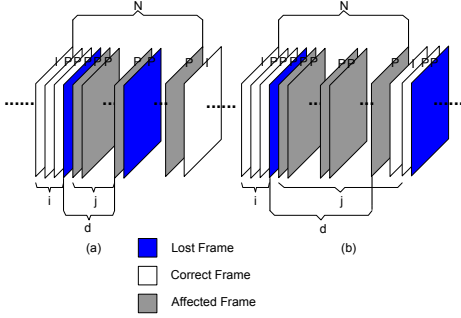 N N
I P P P P P P P P I I P P P P P P P P I P P
i j i j
d d
(a) (b)
Lost Frame
Correct Frame
Affected Frame